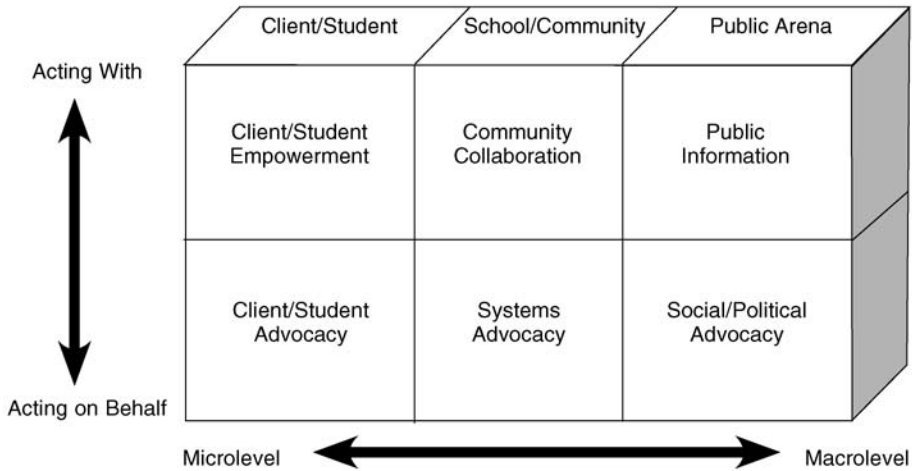 Client/Student School/Community Public Arena
Acting With
Client/Student
Empowerment
Community
Collaboration
Public
Information
Client/Student
Advocacy
Systems
Advocacy
Social/Political
Advocacy
Acting on Behalf
Microlevel Macrolevel